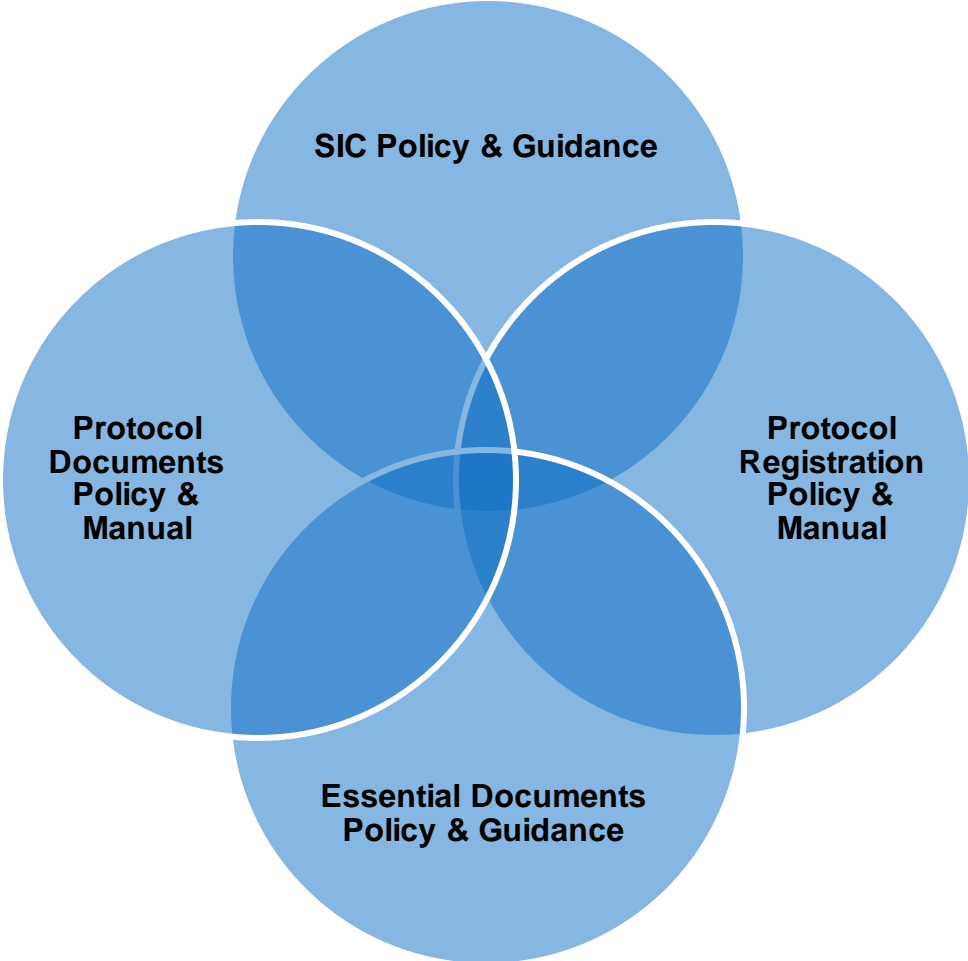 SIC Policy & Guidance
Protocol
Documents
Policy &
Manual
Protocol
Registration
Policy &
Manual
Essential Documents
Policy & Guidance